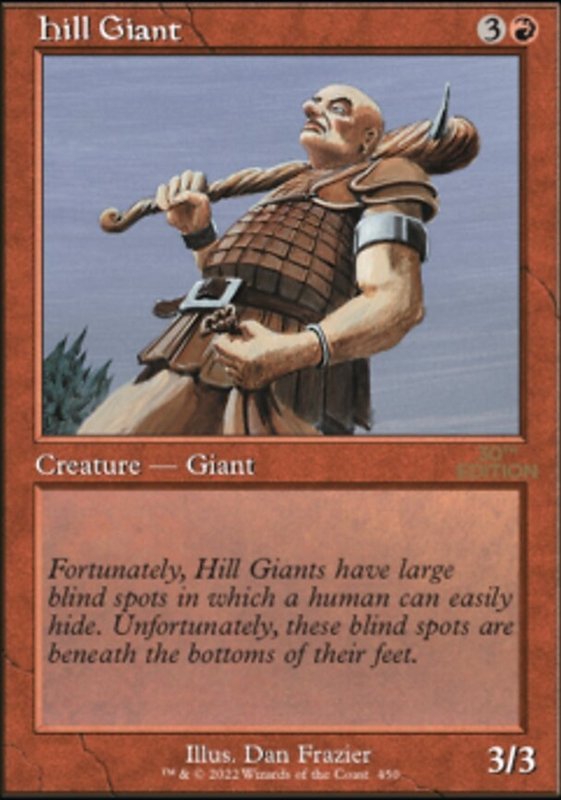 Hill Giant
3
Creature — Giant
30TH
EDITION
Fortunately, Hill Giants have large
blind spots in which a human can easily
hide. Unfortunately, these blind spots are
beneath the bottoms of their feet.
Illus. Dan Frazier
3/3
™ & © 2022 Wizards of the Coast 450